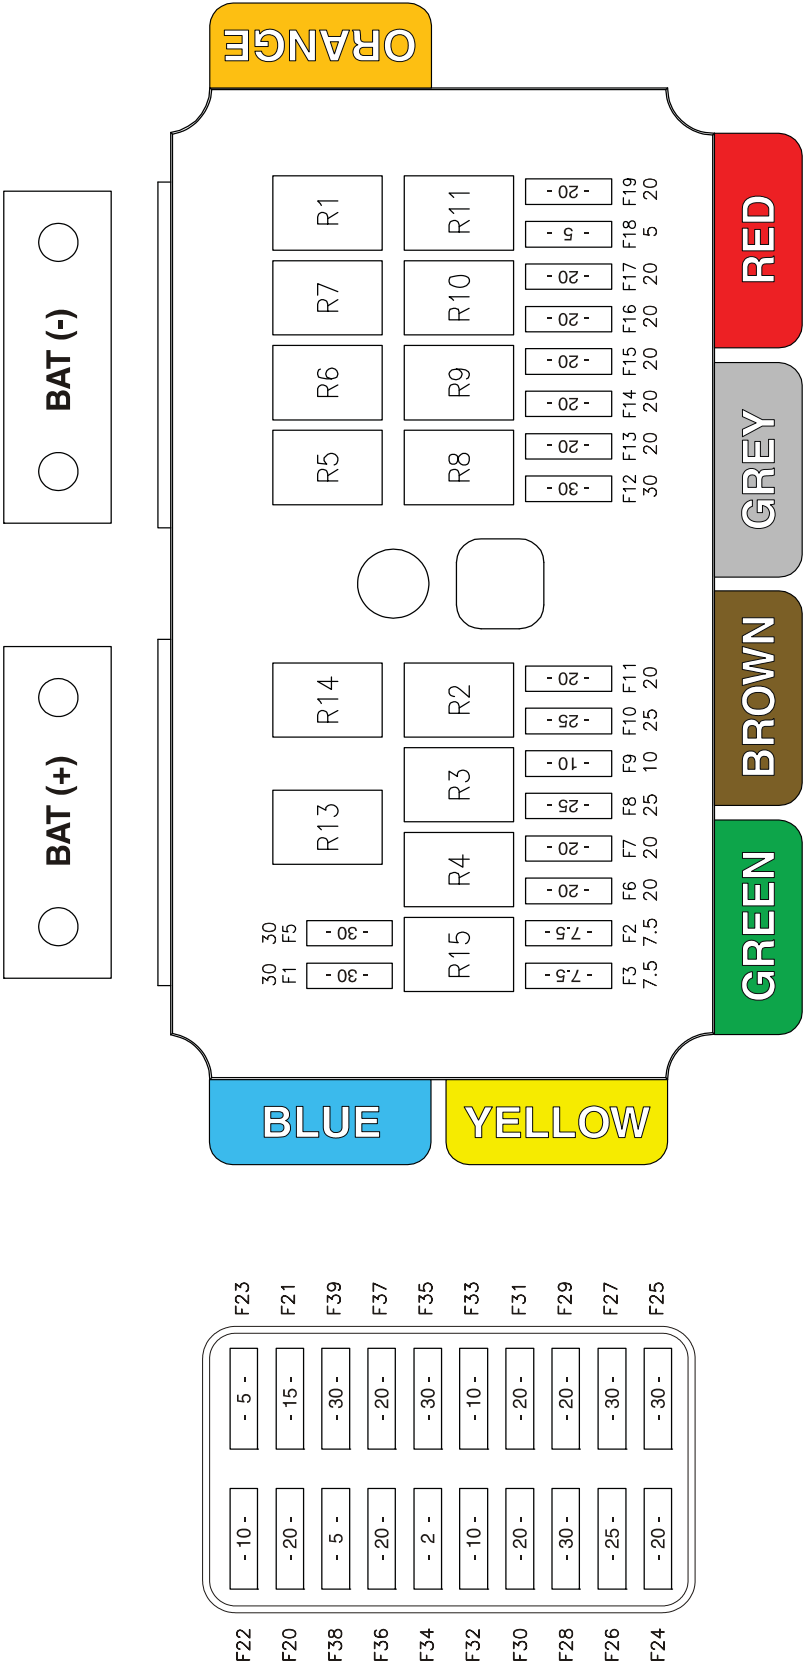 ORANGE
BAT (-)
BAT (+)
RED
GREY
BROWN
GREEN
BLUE
YELLOW
R1
R11
- 20 -
F19
20
- 5 -
F18
5
R7
R10
- 20 -
F17
20
- 20 -
F16
20
R6
R9
- 20 -
F15
20
- 20 -
F14
20
R5
R8
- 20 -
F13
20
- 30 -
F12
30
R14
R2
- 20 -
F11
20
- 25 -
F10
25
R13
R3
- 10 -
F9
10
- 25 -
F8
25
R4
- 20 -
F7
20
- 20 -
F6
20
30
F5
- 30 -
R15
- 7.5 -
F2
7.5
30
F1
- 30 -
- 7.5 -
F3
7.5
F23 F21 F39 F37 F35 F33 F31 F29 F27 F25
- 5 - - 15 - - 30 - - 20 - - 30 - - 10 - - 20 - - 20 - - 30 - - 30 -
- 10 - - 20 - - 5 - - 20 - - 2 - - 10 - - 20 - - 30 - - 25 - - 20 -
F22 F20 F38 F36 F34 F32 F30 F28 F26 F24